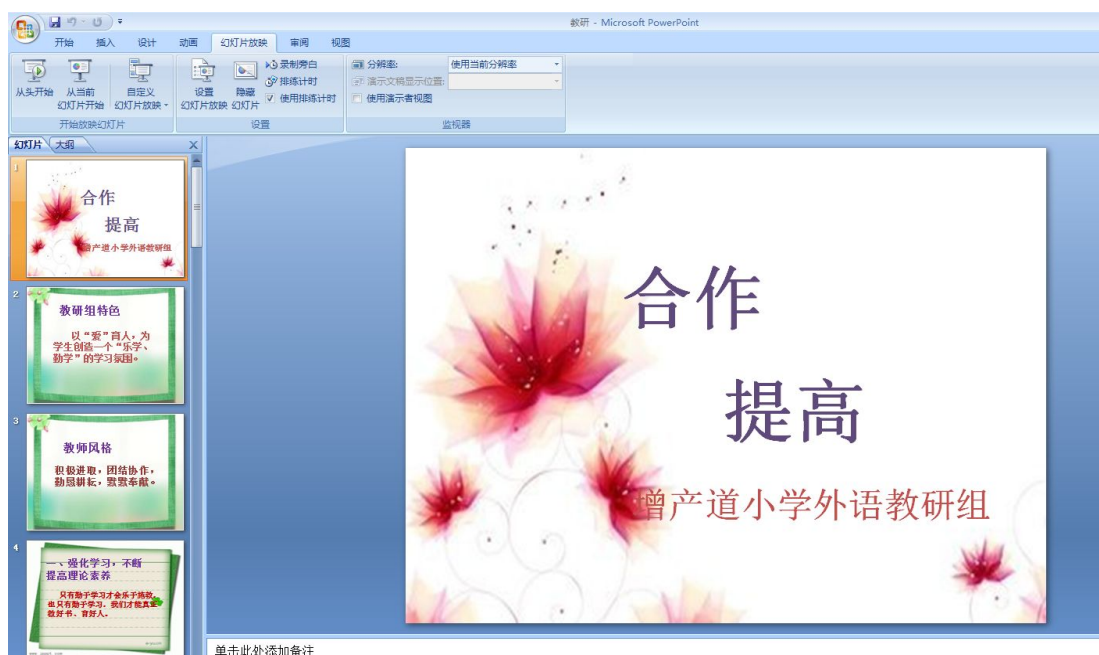 教研 - Microsoft PowerPoint
开始 插入 设计 动画 幻灯片放映 审阅 视图
从头开始
从当前
幻灯片开始
自定义
幻灯片放映
设置
幻灯片放映
隐藏
幻灯片
录制旁白
排练计时
使用排练计时
分辨率:
使用当前分辨率
演示文稿显示位置:
使用演示者视图
开始放映幻灯片
设置
监视器
幻灯片 大纲
1
合作
提高
增产道小学外语教研组
2
教研组特色
以“爱”育人，为
学生创造一个“乐学、
勤学”的学习氛围。
3
教师风格
积极进取，团结协作，
勤恳耕耘，默默奉献。
4
一、强化学习，不断
提高理论素养
只有勤于学习才会乐于施教，
也只有勤于学习，我们才能真正
教好书、育好人。
合作
提高
增产道小学外语教研组
单击此处添加备注